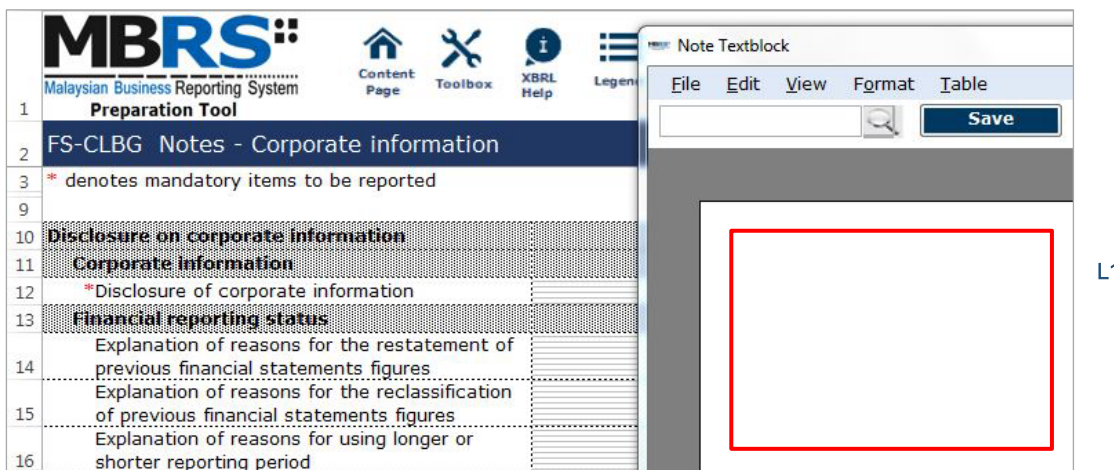 MBRS
Malaysian Business Reporting System
Preparation Tool
Content Page
Toolbox
XBRL Help
Legen
1
2 FS-CLBG Notes - Corporate information
3 * denotes mandatory items to be reported
9
10 Disclosure on corporate information
11 Corporate information
12 *Disclosure of corporate information
13 Financial reporting status
Explanation of reasons for the restatement of
14 previous financial statements figures
Explanation of reasons for the reclassification
15 of previous financial statements figures
Explanation of reasons for using longer or
16 shorter reporting period
Note Textblock
File Edit View Format Table
Save